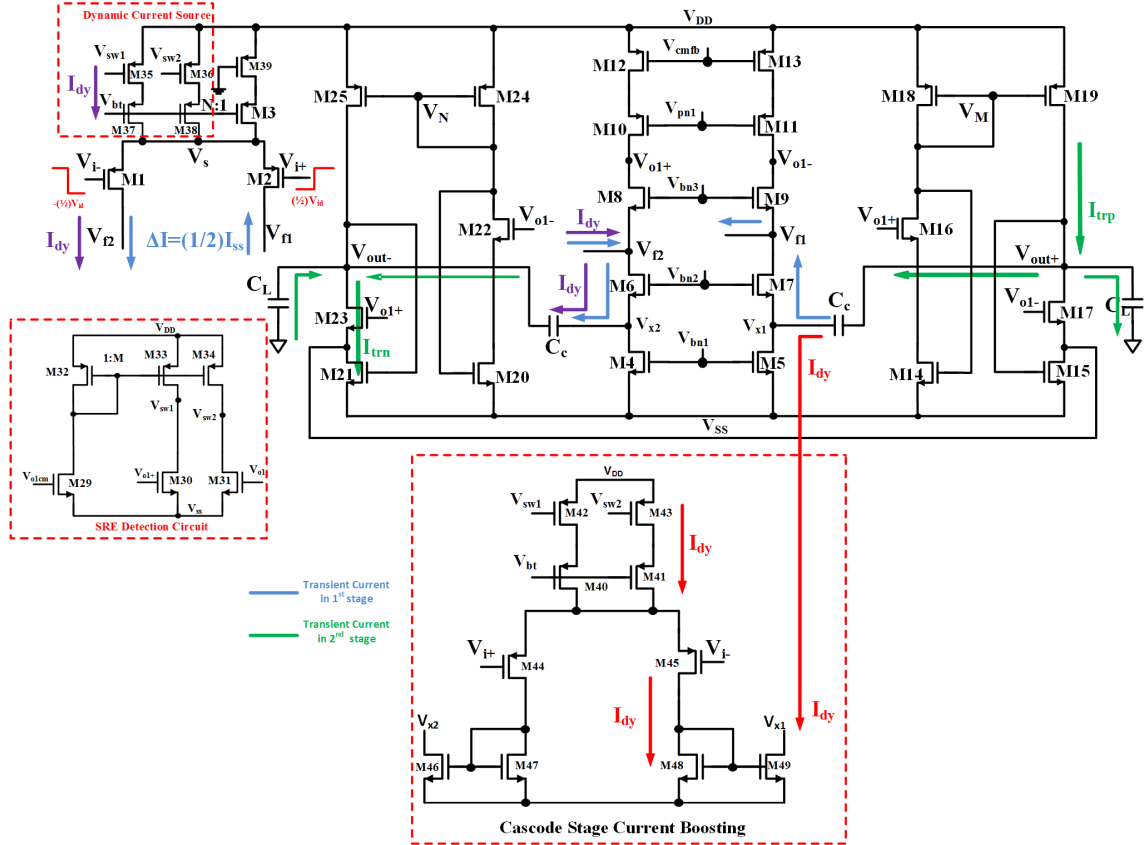 Dynamic Current Source
VDD
Vsw1
Vsw2
M35
M36
M39
Idy
Vbt
N:1
M3
M37
M38
Vs
Vi-
M1
M2
Vi+
-(½)Vid
(½)Vid
Idy
Vf2
ΔI=(1/2)Iss
Vf1
M25
M24
VN
M22
Vo1-
Vout-
CL
M23
Vo1+
Itrn
M21
M20
Vcmfb
M12
M13
M10
Vpn1
M11
Vo1+
Vo1-
M8
Vbn3
M9
Idy
Vf2
Vf1
Idy
M6
Vbn2
M7
Vx2
Vx1
Cc
Cc
Vbn1
M4
M5
Idy
VSS
M18
VM
M19
Vo1+
M16
Itrp
Vout+
Vo1-
M17
CL
M14
M15
VDD
M32
1:M
M33
M34
Vsw1
Vsw2
Vo1cm
M29
Vo1+
M30
M31
Vo1
Vss
SRE Detection Circuit
Transient Current
in 1st stage
Transient Current
in 2nd stage
VDD
Vsw1
Vsw2
M42
M43
Idy
Vbt
M40
M41
Vi+
M44
M45
Vi-
Idy
Idy
Vx2
Vx1
M46
M47
M48
M49
Cascode Stage Current Boosting